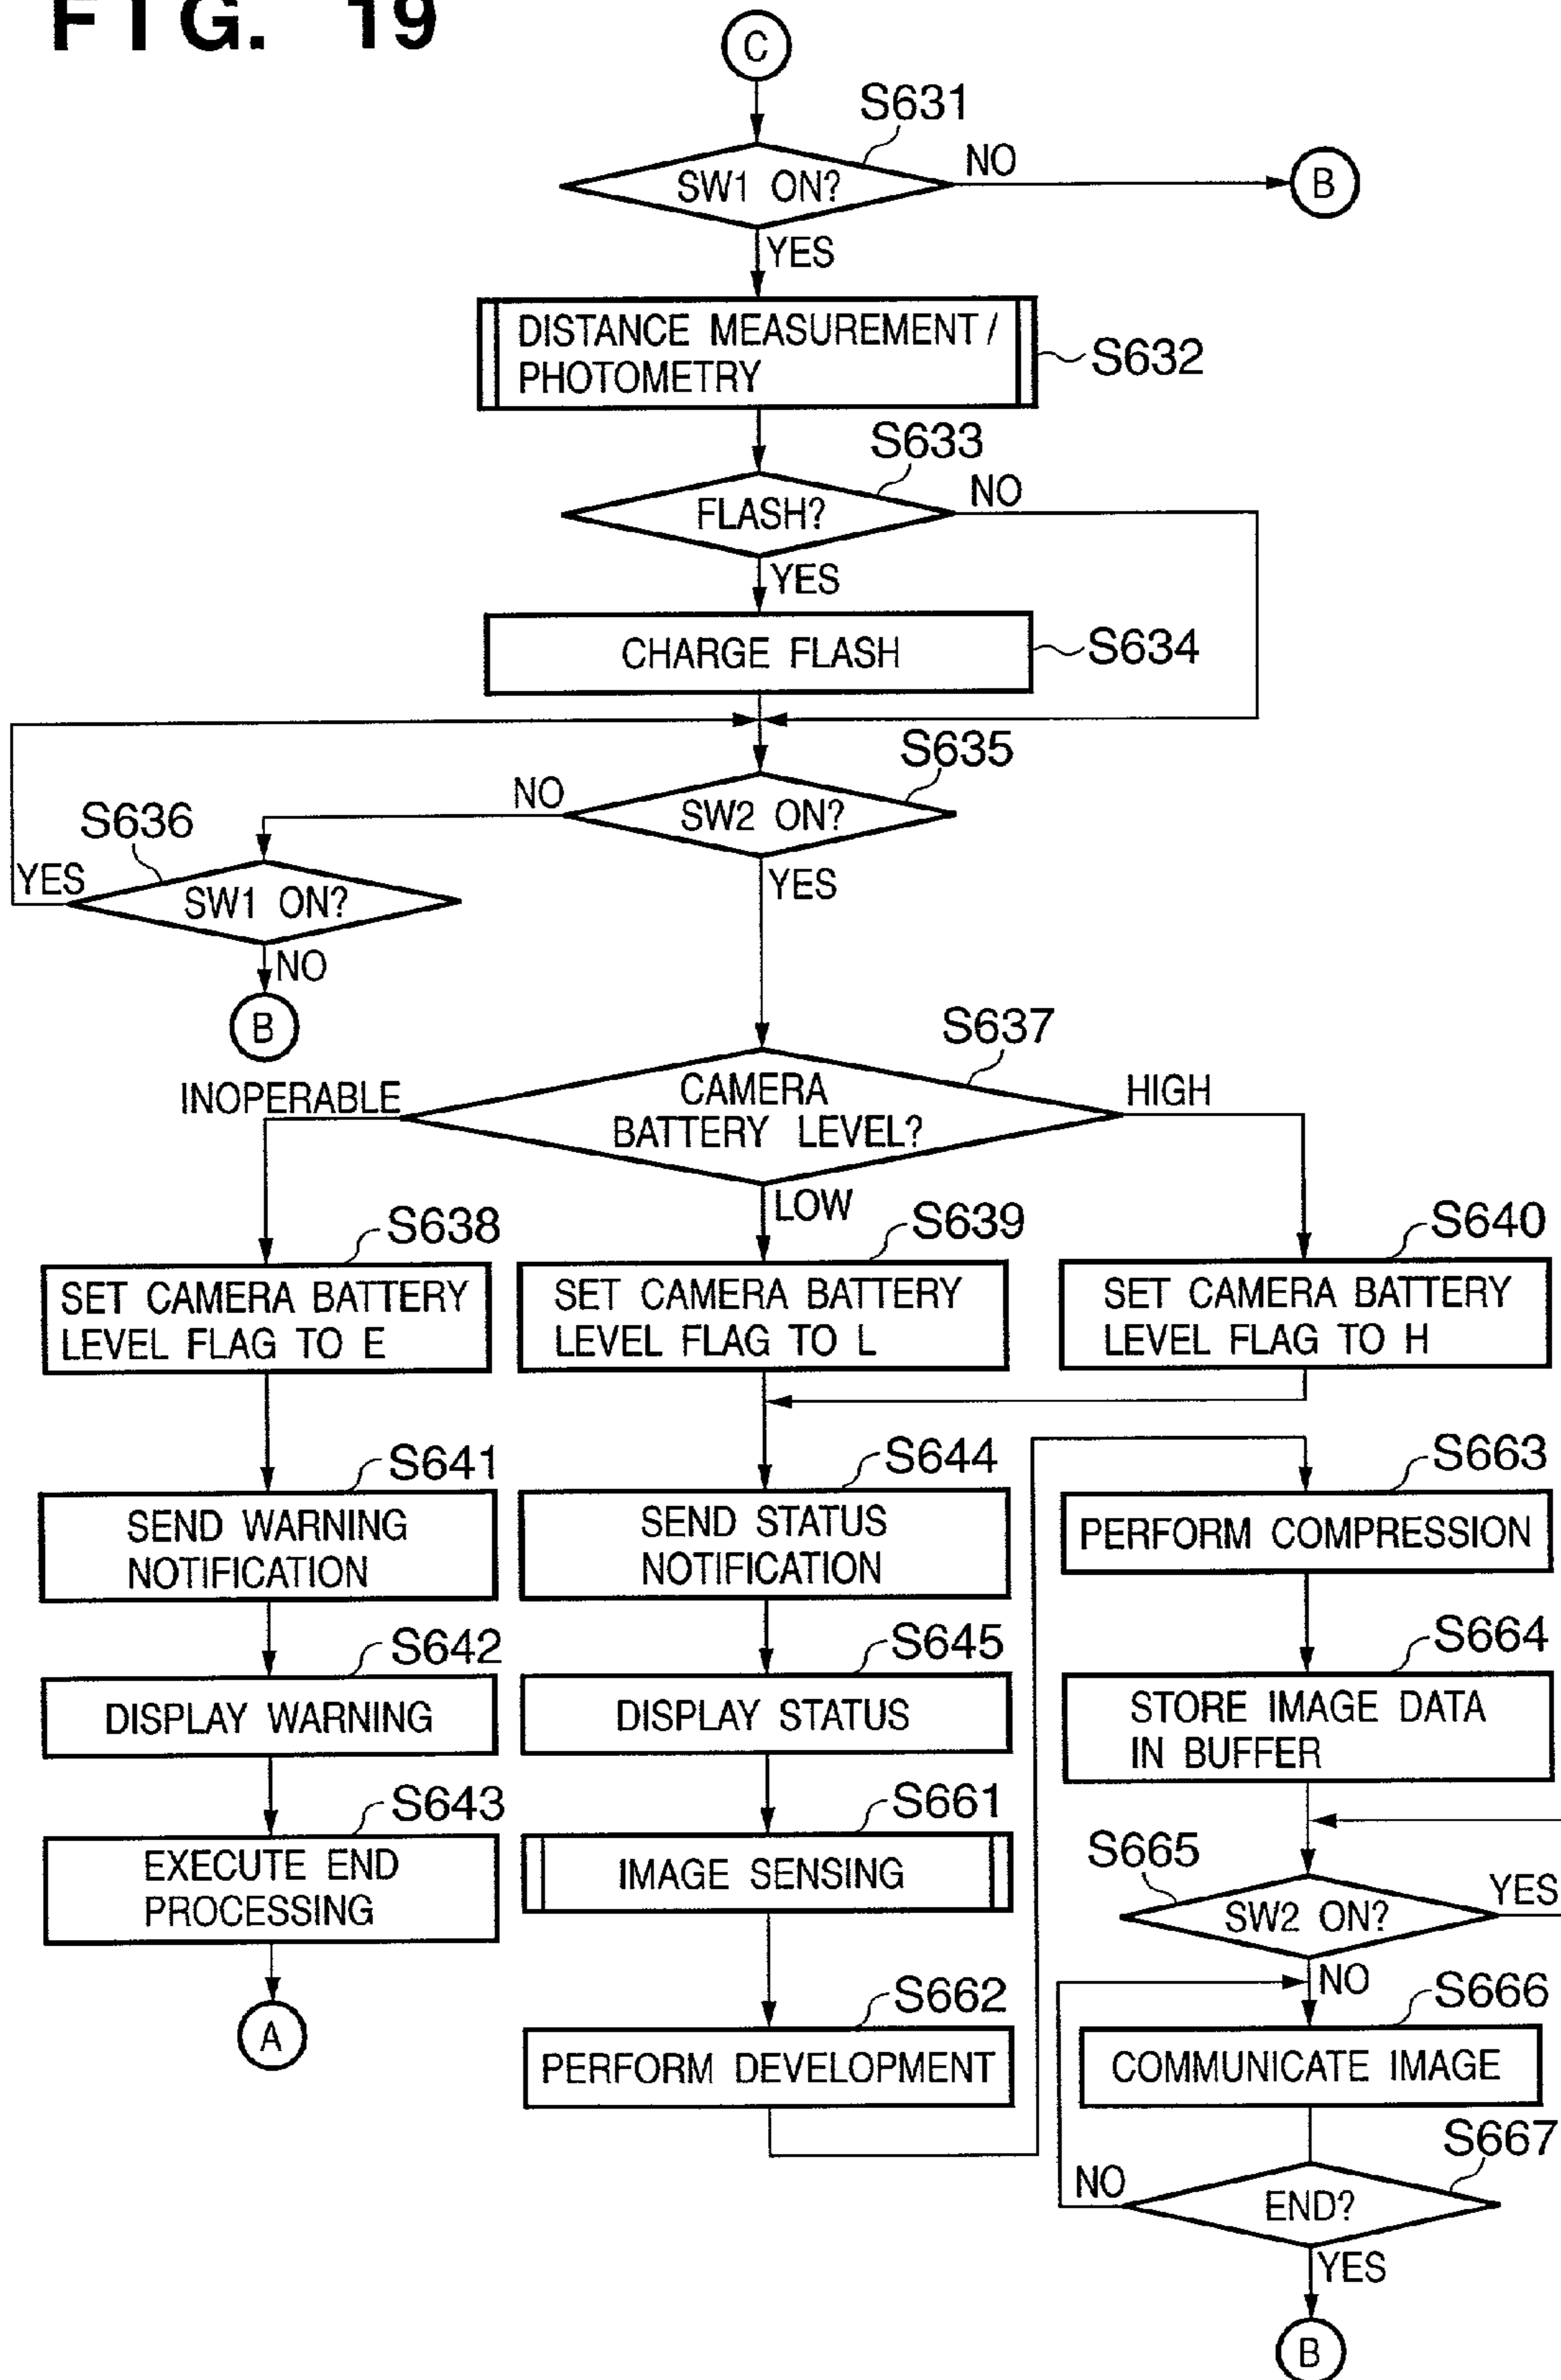 FIG. 19
C
S631
SW1 ON?
NO
B
YES
DISTANCE MEASUREMENT /
PHOTOMETRY
S632
S633
FLASH?
NO
YES
CHARGE FLASH
S634
S635
SW2 ON?
NO
S636
YES
SW1 ON?
YES
NO
B
S637
CAMERA
BATTERY LEVEL?
INOPERABLE
HIGH
LOW
S638
S639
S640
SET CAMERA BATTERY
LEVEL FLAG TO E
SET CAMERA BATTERY
LEVEL FLAG TO L
SET CAMERA BATTERY
LEVEL FLAG TO H
S641
S644
S663
SEND WARNING
NOTIFICATION
SEND STATUS
NOTIFICATION
PERFORM COMPRESSION
S642
S645
S664
DISPLAY WARNING
DISPLAY STATUS
STORE IMAGE DATA
IN BUFFER
S643
S661
S665
EXECUTE END
PROCESSING
IMAGE SENSING
SW2 ON?
YES
NO
A
S662
S666
PERFORM DEVELOPMENT
COMMUNICATE IMAGE
S667
NO
END?
YES
B